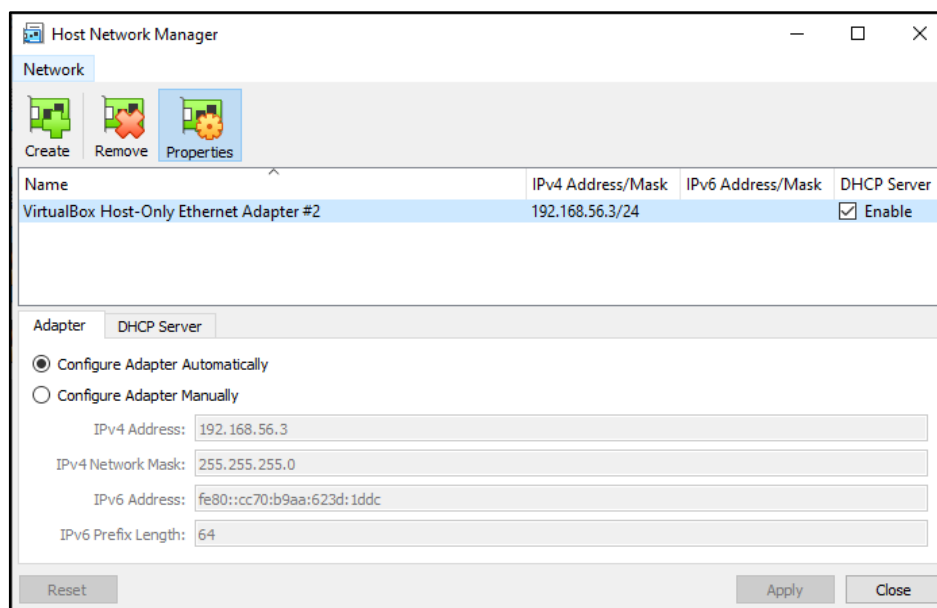 Host Network Manager
Network
Create Remove Properties
Name IPv4 Address/Mask IPv6 Address/Mask DHCP Server
VirtualBox Host-Only Ethernet Adapter #2 192.168.56.3/24 Enable
Adapter DHCP Server
Configure Adapter Automatically
Configure Adapter Manually
IPv4 Address: 192.168.56.3
IPv4 Network Mask: 255.255.255.0
IPv6 Address: fe80::cc70:b9aa:623d:1ddc
IPv6 Prefix Length: 64
Reset Apply Close